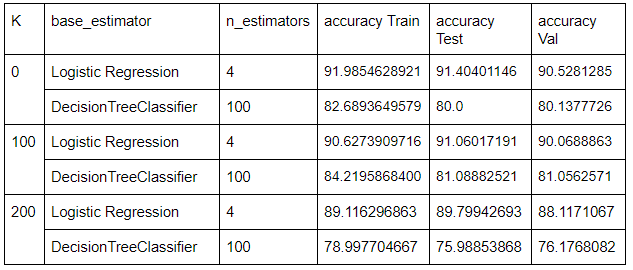 K base_estimator n_estimators accuracy Train accuracy Test accuracy Val
0 Logistic Regression 4 91.9854628921 91.40401146 90.5281285
DecisionTreeClassifier 100 82.6893649579 80.0 80.1377726
100 Logistic Regression 4 90.6273909716 91.06017191 90.0688863
DecisionTreeClassifier 100 84.2195868400 81.08882521 81.0562571
200 Logistic Regression 4 89.116296863 89.79942693 88.1171067
DecisionTreeClassifier 100 78.997704667 75.98853868 76.1768082